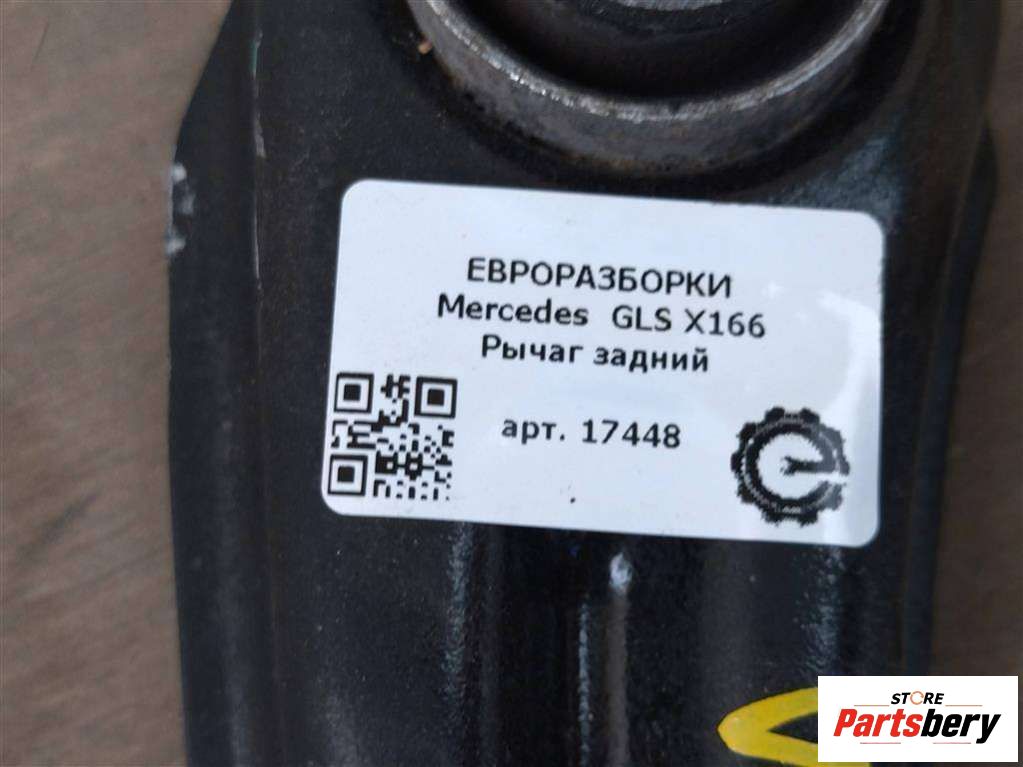 ЕВРОРАЗБОРКИ
Mercedes GLS X166
Рычаг задний
арт. 17448
STORE
Partsbery